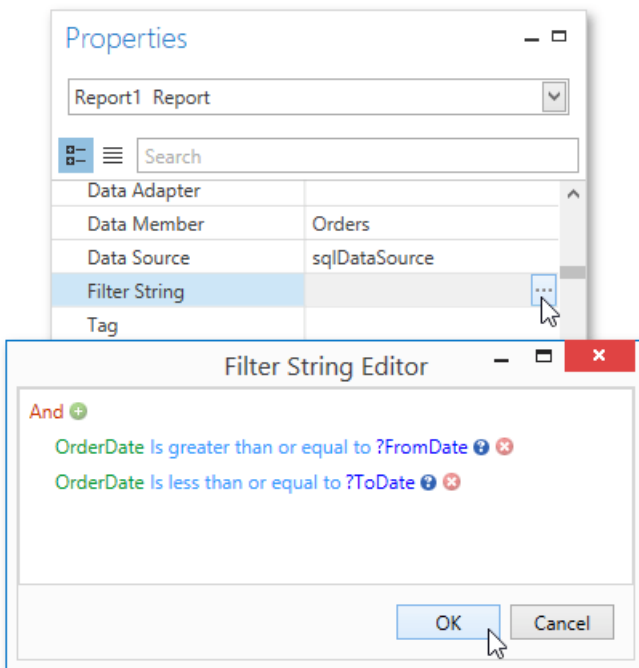 Properties
Report1 Report
Search
Data Adapter
Data Member Orders
Data Source sqlDataSource
Filter String ...
Tag
Filter String Editor
And
OrderDate Is greater than or equal to ?FromDate
OrderDate Is less than or equal to ?ToDate
OK Cancel